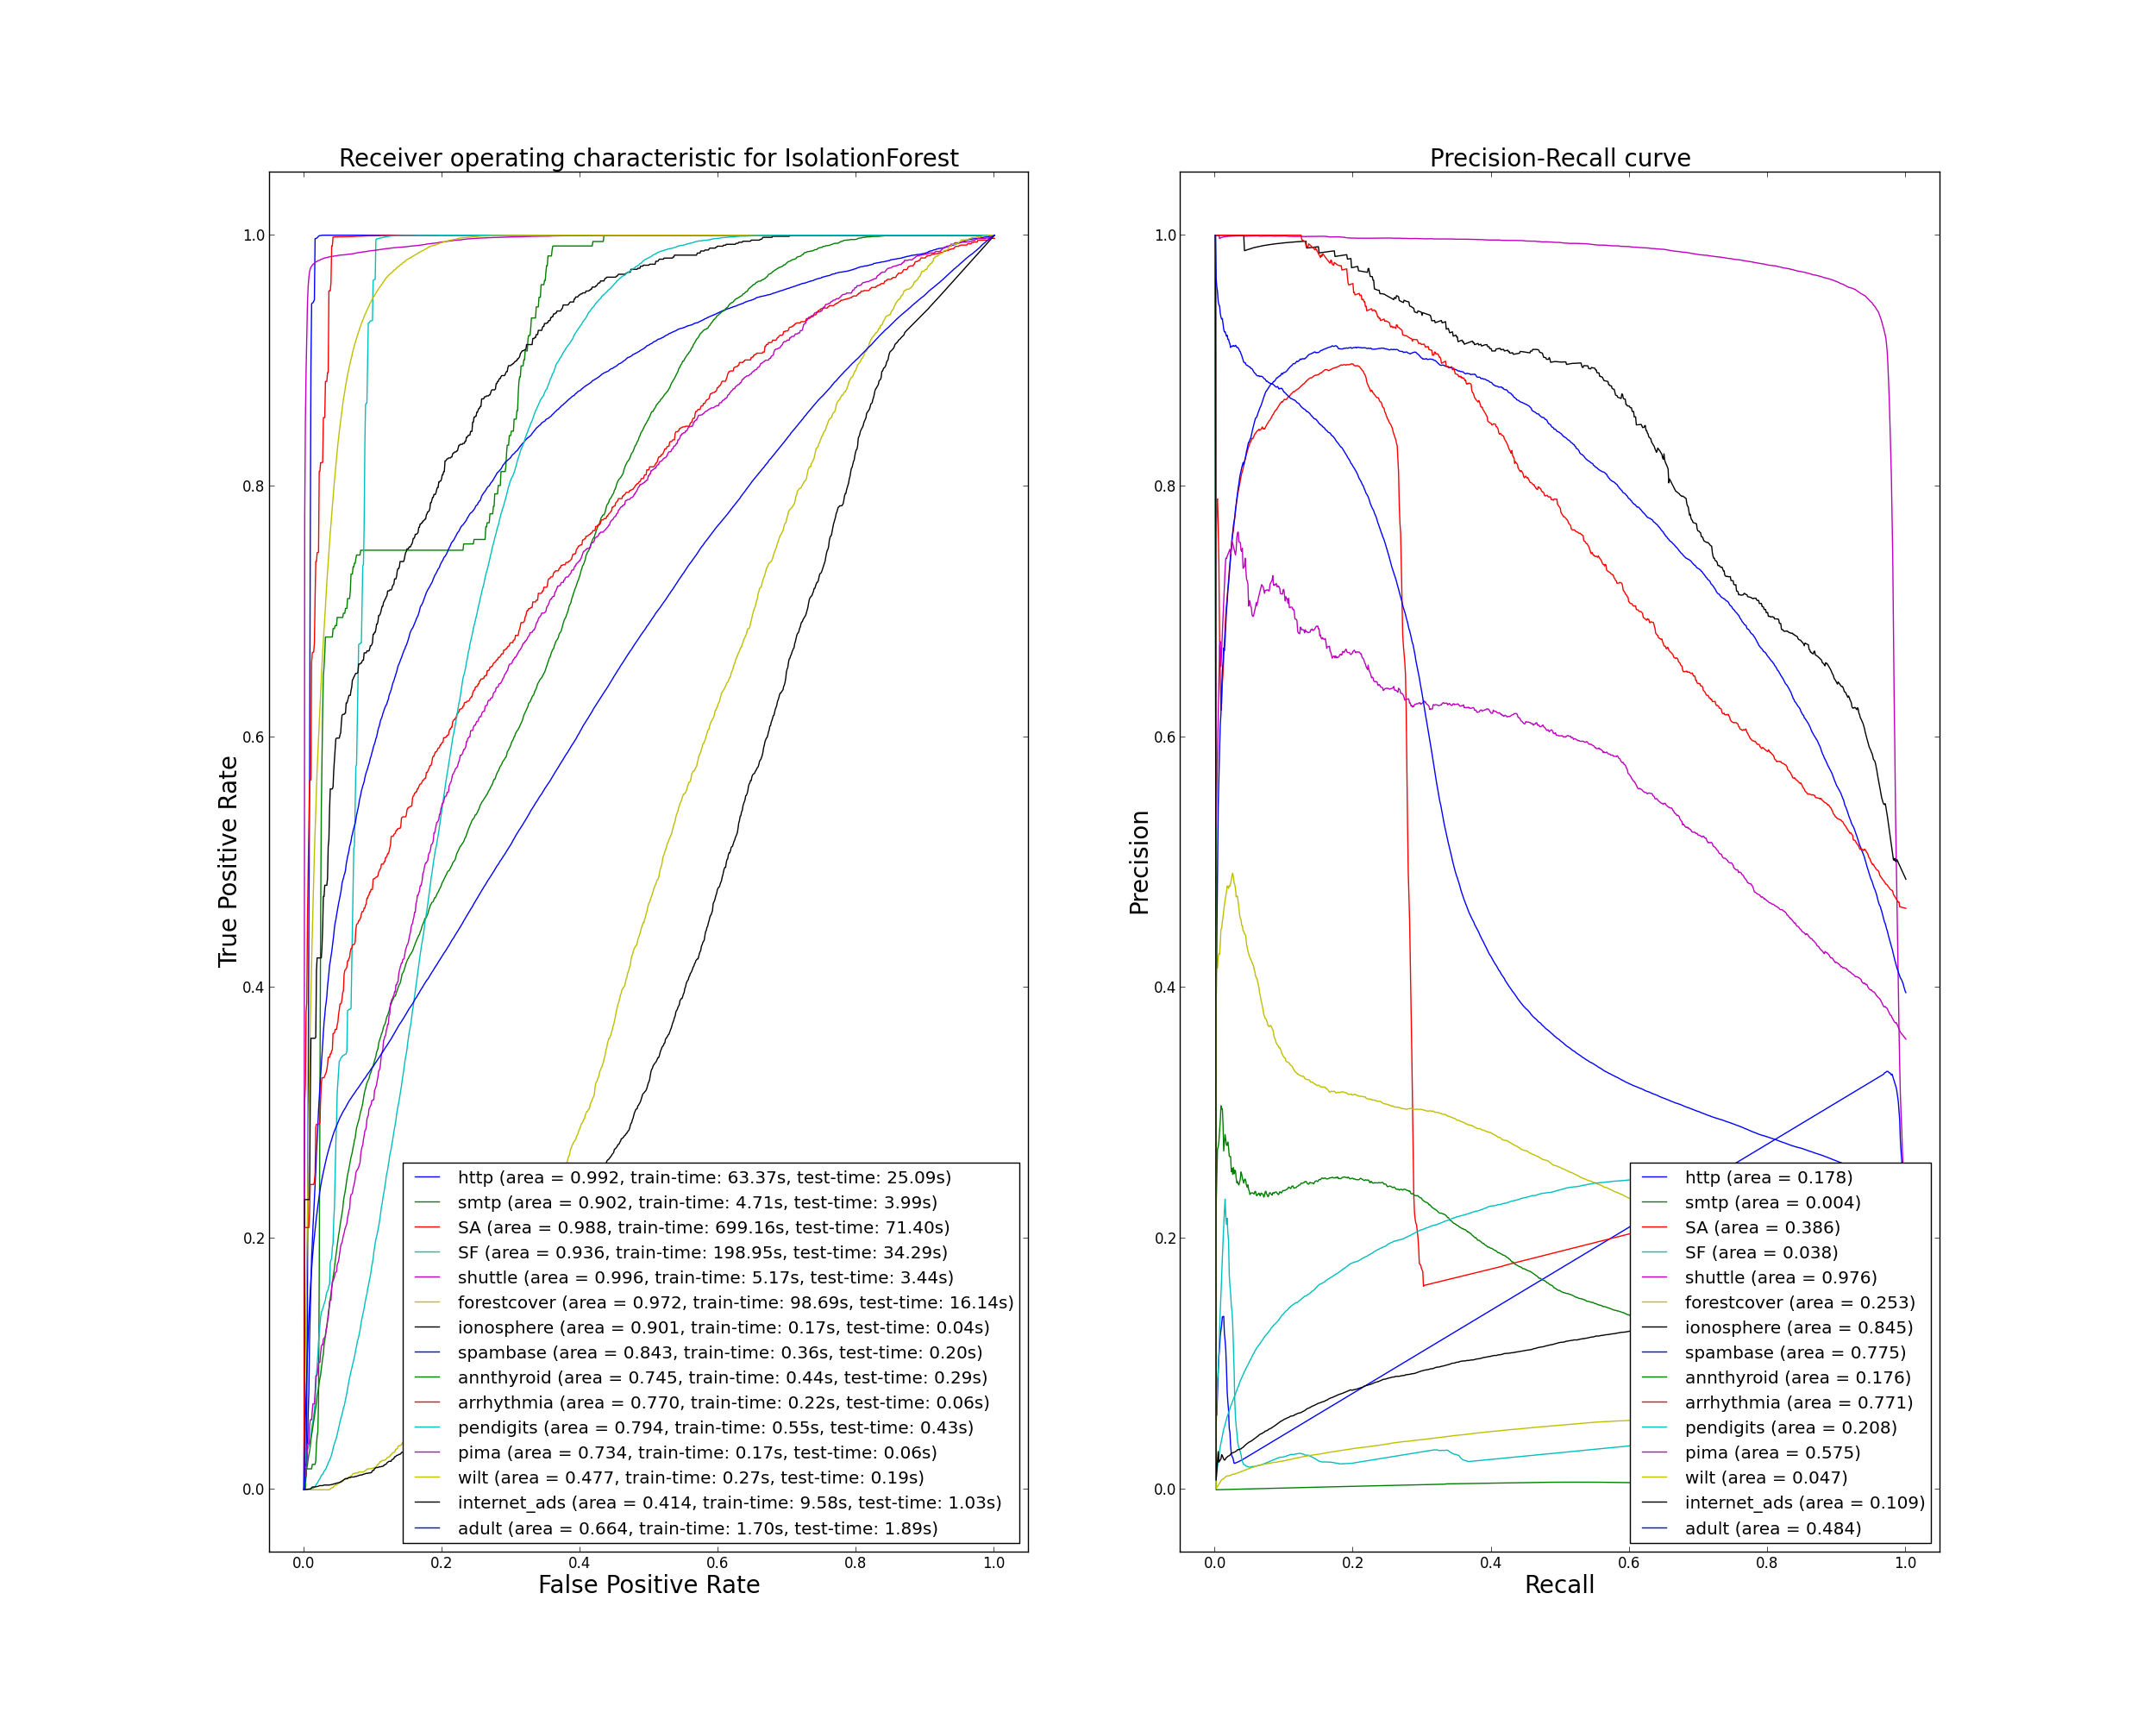 Receiver operating characteristic for IsolationForest
1.0
0.8
0.6
0.4
0.2
0.0
True Positive Rate
http (area = 0.992, train-time: 63.37s, test-time: 25.09s)
smtp (area = 0.902, train-time: 4.71s, test-time: 3.99s)
SA (area = 0.988, train-time: 699.16s, test-time: 71.40s)
SF (area = 0.936, train-time: 198.95s, test-time: 34.29s)
shuttle (area = 0.996, train-time: 5.17s, test-time: 3.44s)
forestcover (area = 0.972, train-time: 98.69s, test-time: 16.14s)
ionosphere (area = 0.901, train-time: 0.17s, test-time: 0.04s)
spambase (area = 0.843, train-time: 0.36s, test-time: 0.20s)
annthyroid (area = 0.745, train-time: 0.44s, test-time: 0.29s)
arrhythmia (area = 0.770, train-time: 0.22s, test-time: 0.06s)
pendigits (area = 0.794, train-time: 0.55s, test-time: 0.43s)
pima (area = 0.734, train-time: 0.17s, test-time: 0.06s)
wilt (area = 0.477, train-time: 0.27s, test-time: 0.19s)
internet_ads (area = 0.414, train-time: 9.58s, test-time: 1.03s)
adult (area = 0.664, train-time: 1.70s, test-time: 1.89s)
0.0 0.2 0.4 0.6 0.8 1.0
False Positive Rate
Precision-Recall curve
1.0
0.8
0.6
0.4
0.2
0.0
Precision
http (area = 0.178)
smtp (area = 0.004)
SA (area = 0.386)
SF (area = 0.038)
shuttle (area = 0.976)
forestcover (area = 0.253)
ionosphere (area = 0.845)
spambase (area = 0.775)
annthyroid (area = 0.176)
arrhythmia (area = 0.771)
pendigits (area = 0.208)
pima (area = 0.575)
wilt (area = 0.047)
internet_ads (area = 0.109)
adult (area = 0.484)
0.0 0.2 0.4 0.6 0.8 1.0
Recall